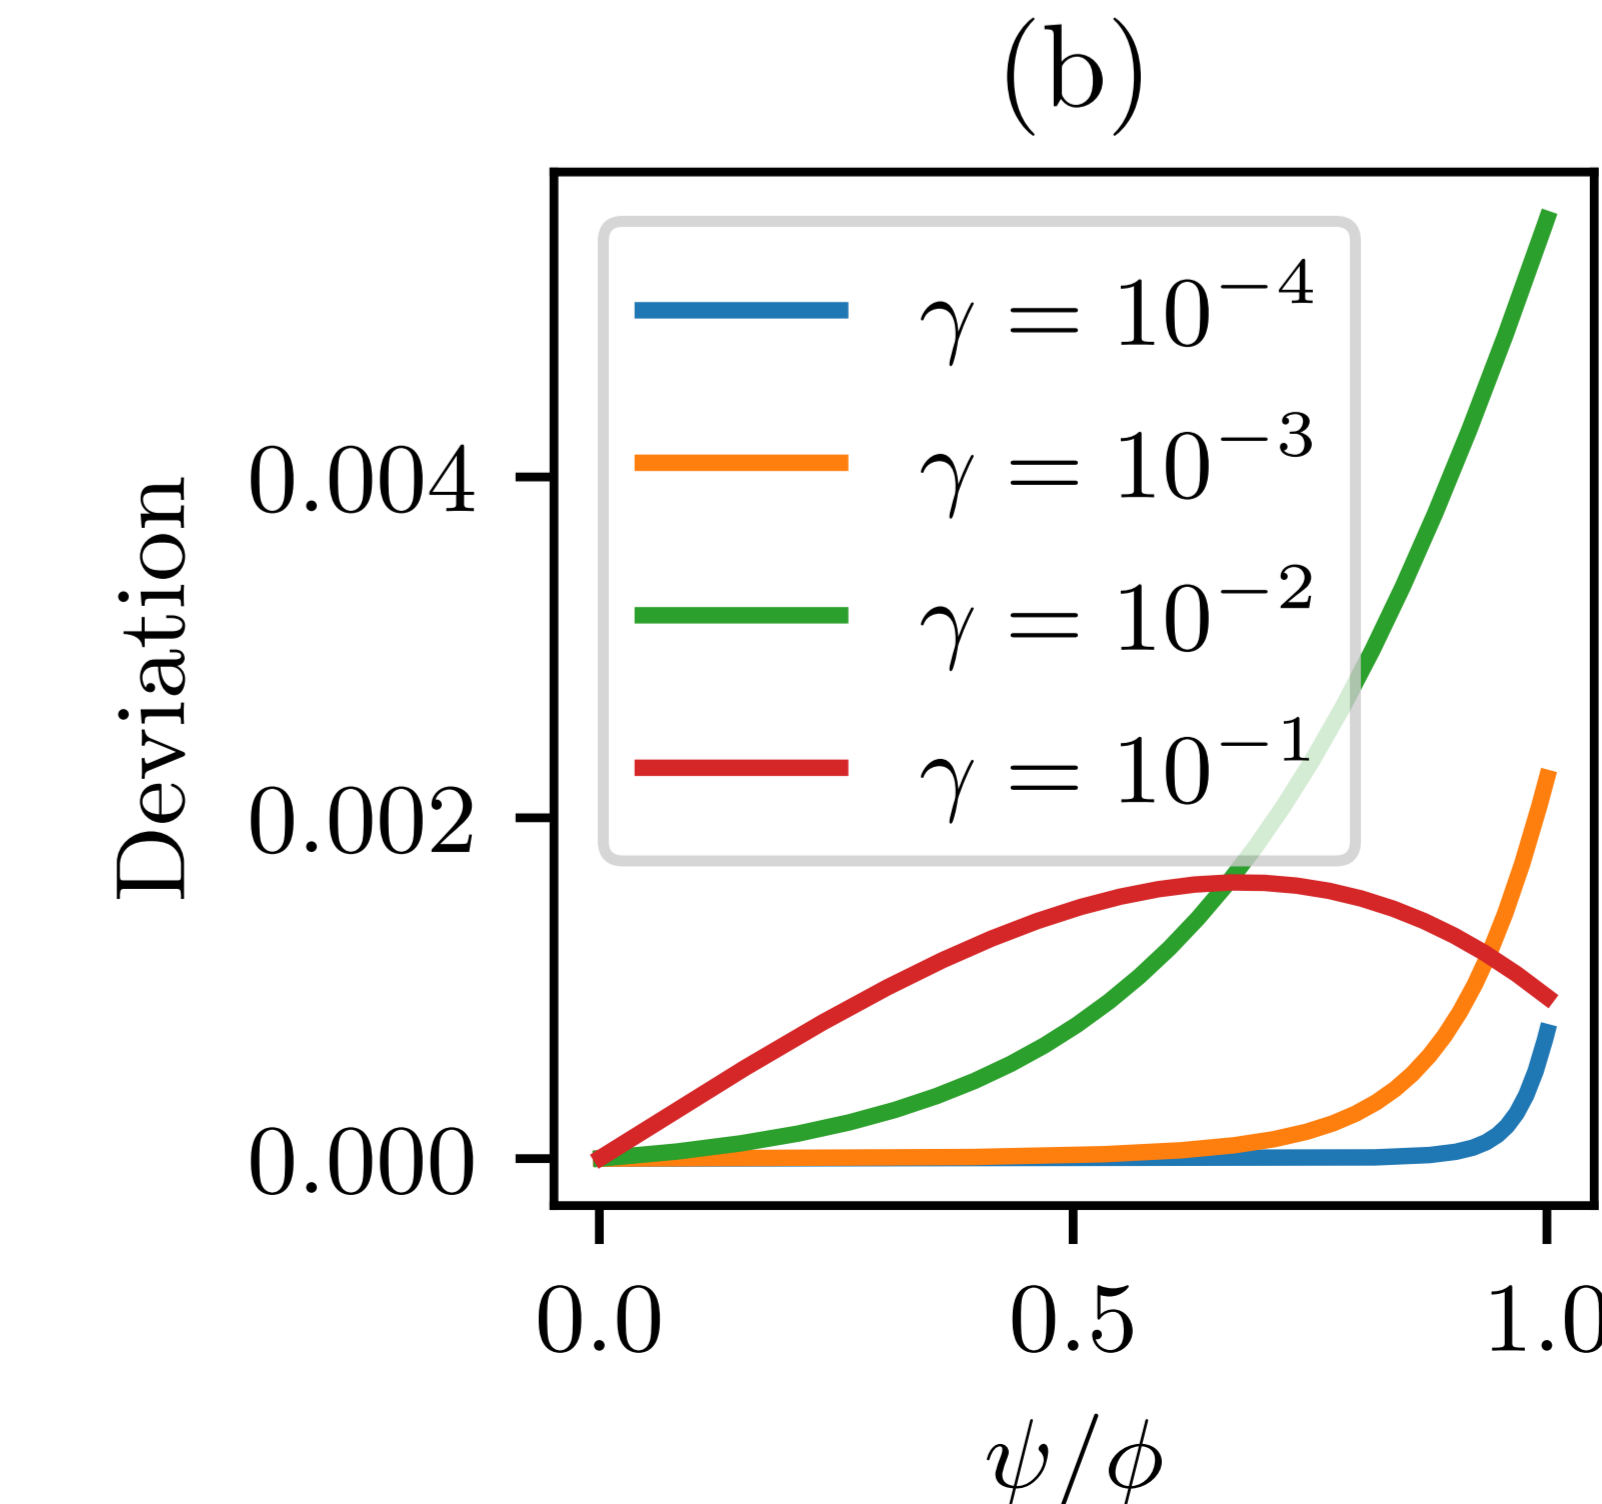 (b)
γ = 10⁻⁴
γ = 10⁻³
γ = 10⁻²
γ = 10⁻¹
Deviation
0.004
0.002
0.000
0.0 0.5 1.0
ψ/ϕ